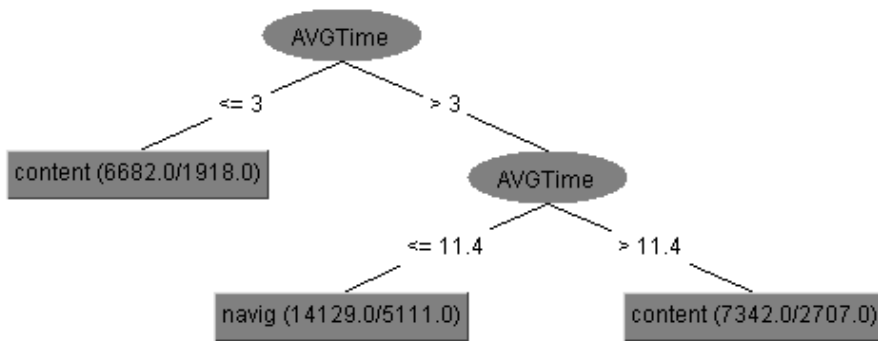 AVGTime
<= 3
> 3
content (6682.0/1918.0)
AVGTime
<= 11.4
> 11.4
navig (14129.0/5111.0)
content (7342.0/2707.0)